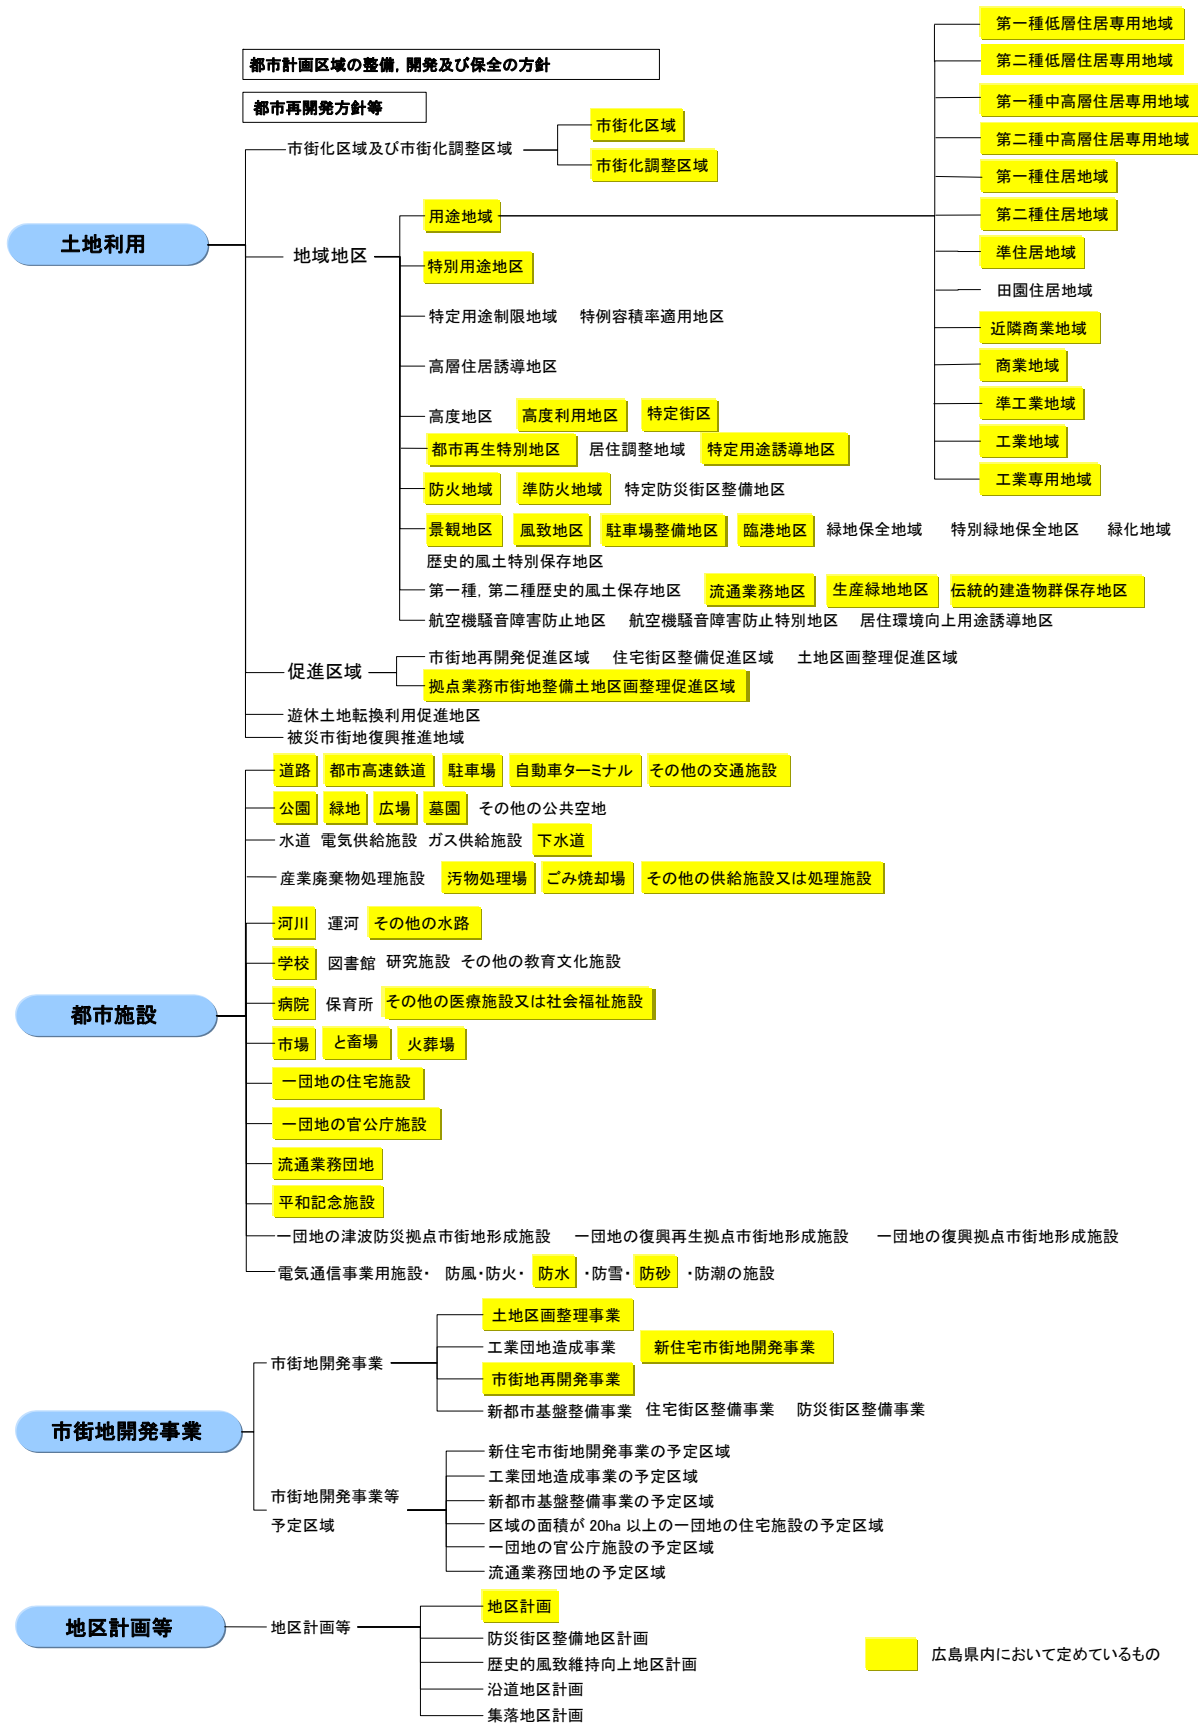 都市計画区域の整備，開発及び保全の方針
都市再開発方針等
土地利用
市街化区域及び市街化調整区域
市街化区域
市街化調整区域
地域地区
用途地域
第一種低層住居専用地域
第二種低層住居専用地域
第一種中高層住居専用地域
第二種中高層住居専用地域
第一種住居地域
第二種住居地域
準住居地域
田園住居地域
近隣商業地域
商業地域
準工業地域
工業地域
工業専用地域
特別用途地区
特定用途制限地域　特例容積率適用地区
高層住居誘導地区
高度地区　高度利用地区　特定街区
都市再生特別地区　居住調整地域　特定用途誘導地区
防火地域　準防火地域　特定防災街区整備地区
景観地区　風致地区　駐車場整備地区　臨港地区　緑地保全地域　特別緑地保全地区　緑化地域
歴史的風土特別保存地区
第一種，第二種歴史的風土保存地区　流通業務地区　生産緑地地区　伝統的建造物群保存地区
航空機騒音障害防止地区　航空機騒音障害防止特別地区　居住環境向上用途誘導地区
促進区域
市街地再開発促進区域　住宅街区整備促進区域　土地区画整理促進区域
拠点業務市街地整備土地区画整理促進区域
遊休土地転換利用促進地区
被災市街地復興推進地域
都市施設
道路　都市高速鉄道　駐車場　自動車ターミナル　その他の交通施設
公園　緑地　広場　墓園　その他の公共空地
水道　電気供給施設　ガス供給施設　下水道
産業廃棄物処理施設　汚物処理場　ごみ焼却場　その他の供給施設又は処理施設
河川　運河　その他の水路
学校　図書館　研究施設　その他の教育文化施設
病院　保育所　その他の医療施設又は社会福祉施設
市場　と畜場　火葬場
一団地の住宅施設
一団地の官公庁施設
流通業務団地
平和記念施設
一団地の津波防災拠点市街地形成施設　一団地の復興再生拠点市街地形成施設　一団地の復興拠点市街地形成施設
電気通信事業用施設・　防風・防火・防水・防雪・防砂・防潮の施設
市街地開発事業
市街地開発事業
土地区画整理事業
工業団地造成事業　新住宅市街地開発事業
市街地再開発事業
新都市基盤整備事業　住宅街区整備事業　防災街区整備事業
市街地開発事業等
予定区域
新住宅市街地開発事業の予定区域
工業団地造成事業の予定区域
新都市基盤整備事業の予定区域
区域の面積が 20ha 以上の一団地の住宅施設の予定区域
一団地の官公庁施設の予定区域
流通業務団地の予定区域
地区計画等
地区計画等
地区計画
防災街区整備地区計画
歴史的風致維持向上地区計画
沿道地区計画
集落地区計画
広島県内において定めているもの